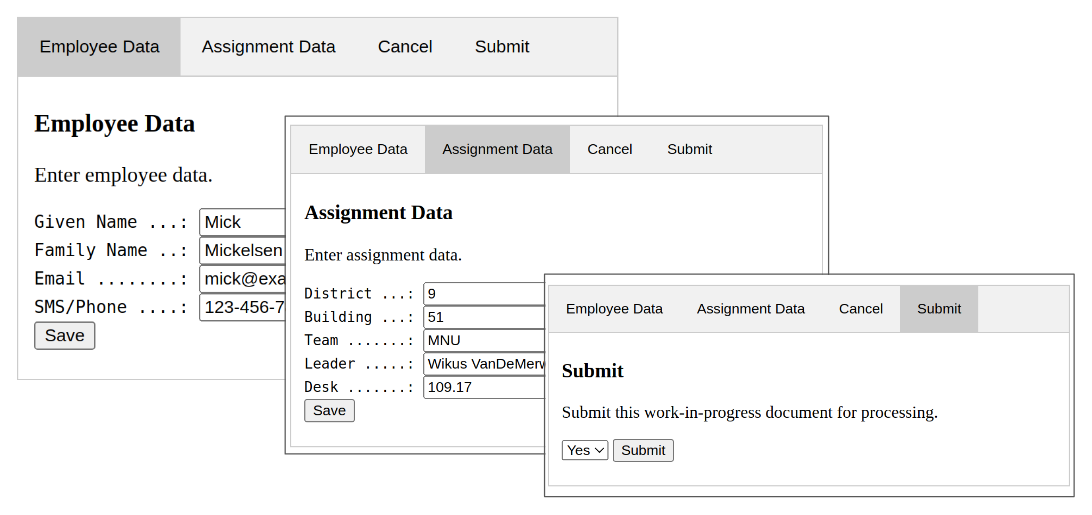 Employee Data Assignment Data Cancel Submit
Employee Data
Enter employee data.
Given Name ...: Mick
Family Name ..: Mickelsen
Email ........: mick@exa
SMS/Phone ....: 123-456-7
Save
Employee Data Assignment Data Cancel Submit
Assignment Data
Enter assignment data.
District ...: 9
Building ...: 51
Team .......: MNU
Leader .....: Wikus VanDeMerw
Desk .......: 109.17
Save
Employee Data Assignment Data Cancel Submit
Submit
Submit this work-in-progress document for processing.
Yes Submit